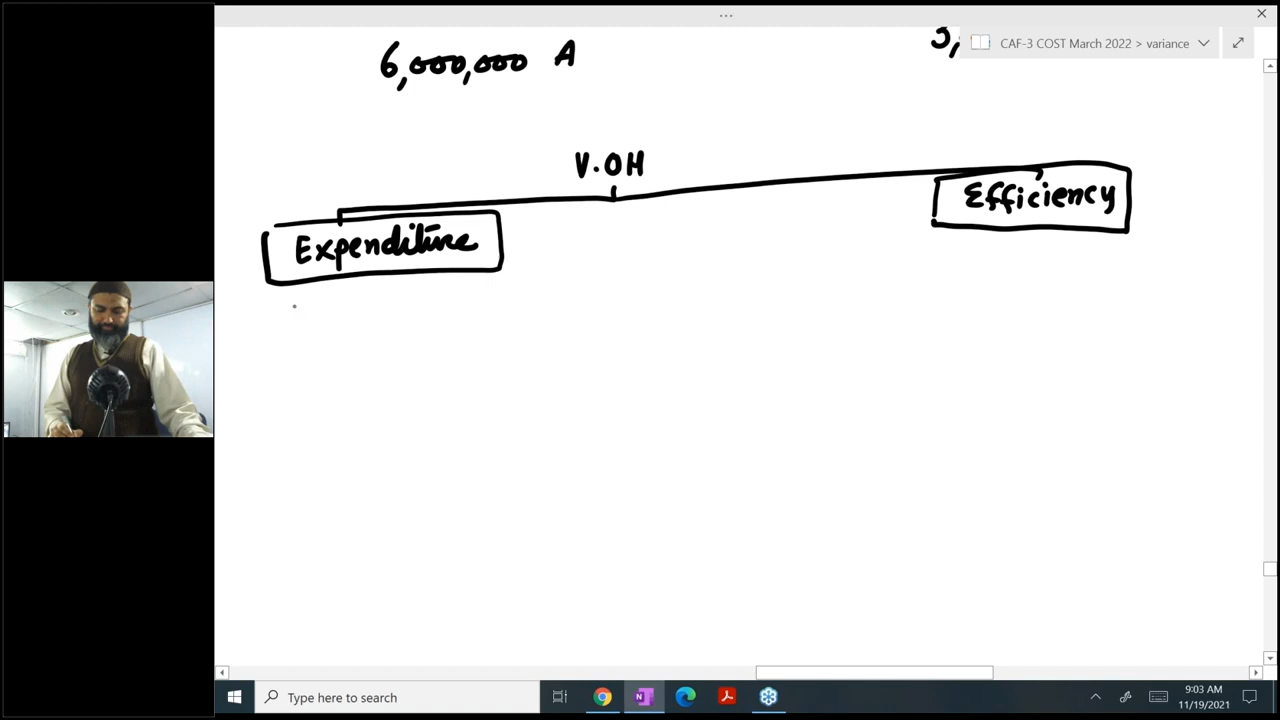 6,000,000 A
CAF-3 COST March 2022 > variance
V.OH
Expenditure
Efficiency
Type here to search
9:03 AM
11/19/2021